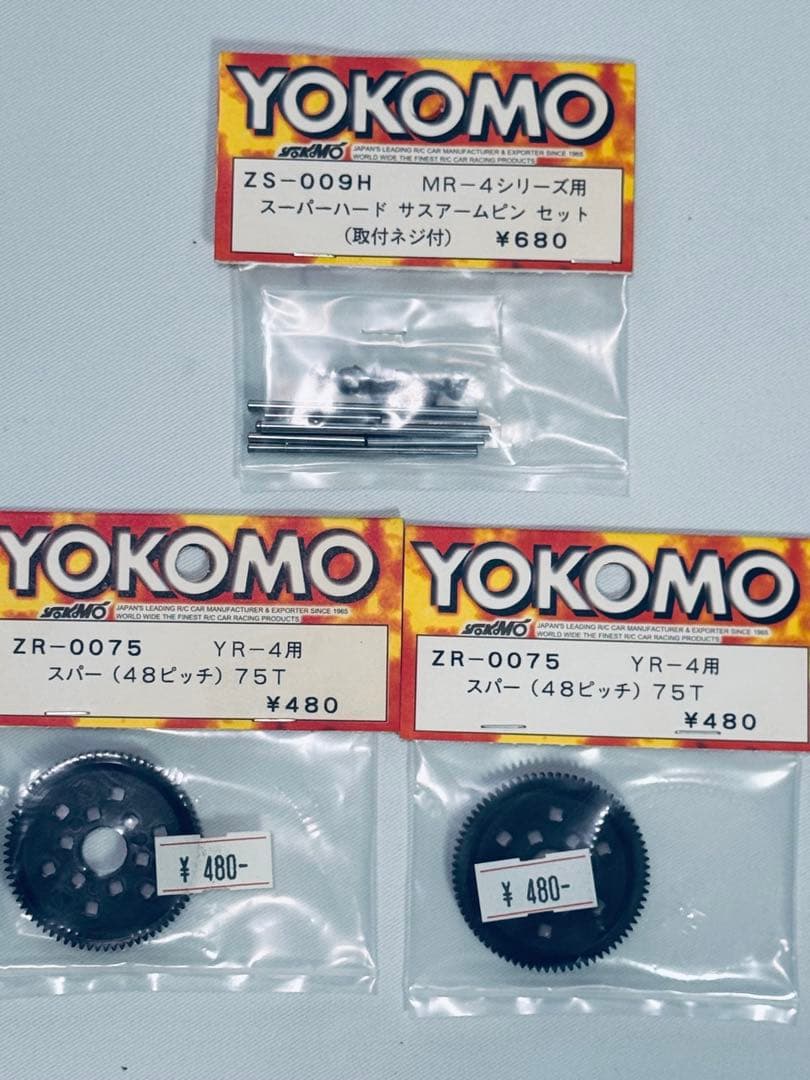 YOKOMO
YOKOMO JAPAN'S LEADING R/C CAR MANUFACTURER & EXPORTER SINCE 1965
WORLD WIDE THE FINEST R/C CAR RACING PRODUCTS
ZS-009H MR-4シリーズ用
スーパーハード サスアームピン セット
(取付ネジ付) ¥680
YOKOMO
YOKOMO JAPAN'S LEADING R/C CAR MANUFACTURER & EXPORTER SINCE 1965
WORLD WIDE THE FINEST R/C CAR RACING PRODUCTS
ZR-0075 YR-4用
スパー(48ピッチ)75T
¥480
¥ 480-
YOKOMO
YOKOMO JAPAN'S LEADING R/C CAR MANUFACTURER & EXPORTER SINCE 1965
WORLD WIDE THE FINEST R/C CAR RACING PRODUCTS
ZR-0075 YR-4用
スパー(48ピッチ)75T
¥480
¥ 480-